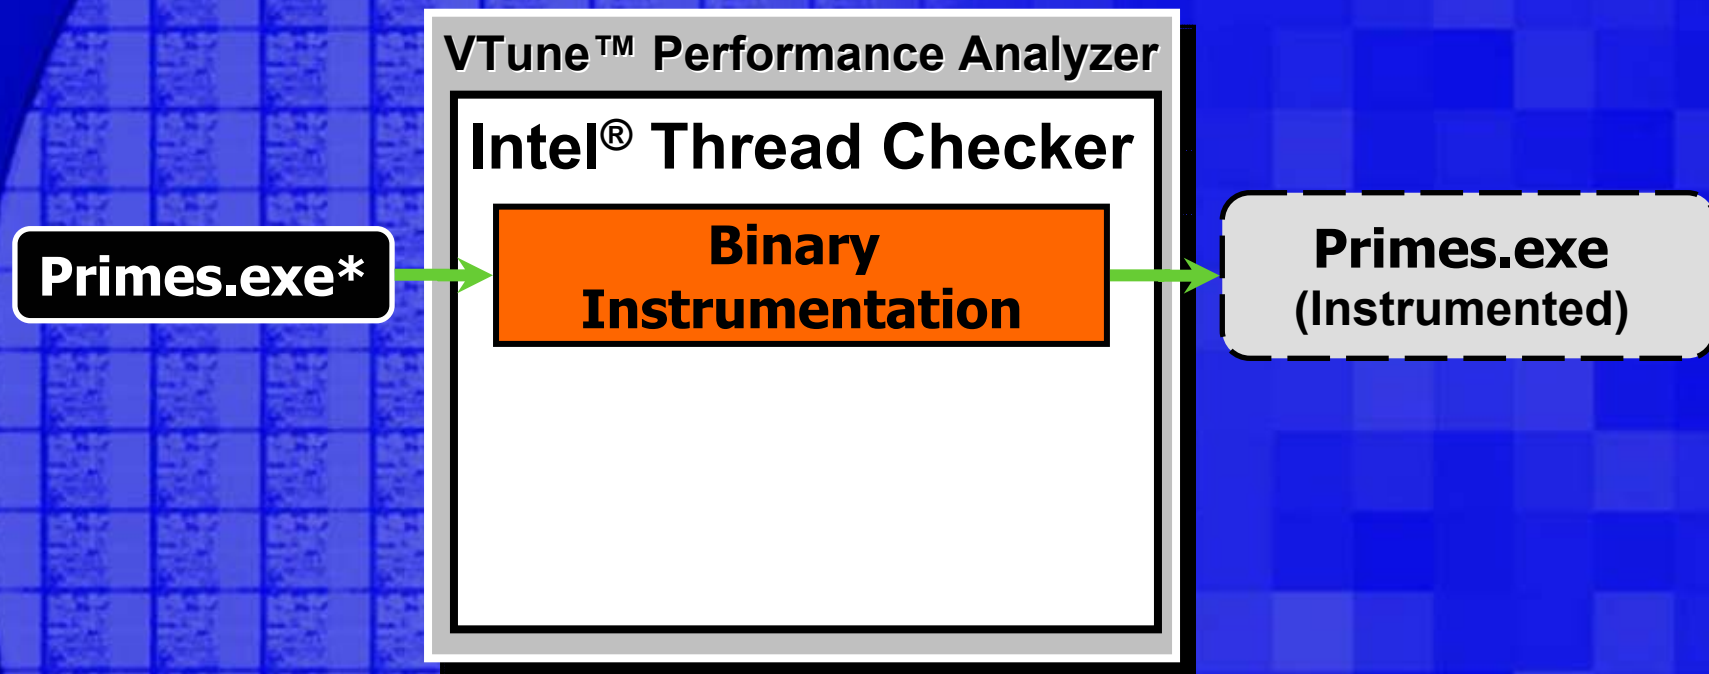 VTune™ Performance Analyzer
Intel® Thread Checker
Primes.exe*
Binary
Instrumentation
Primes.exe
(Instrumented)